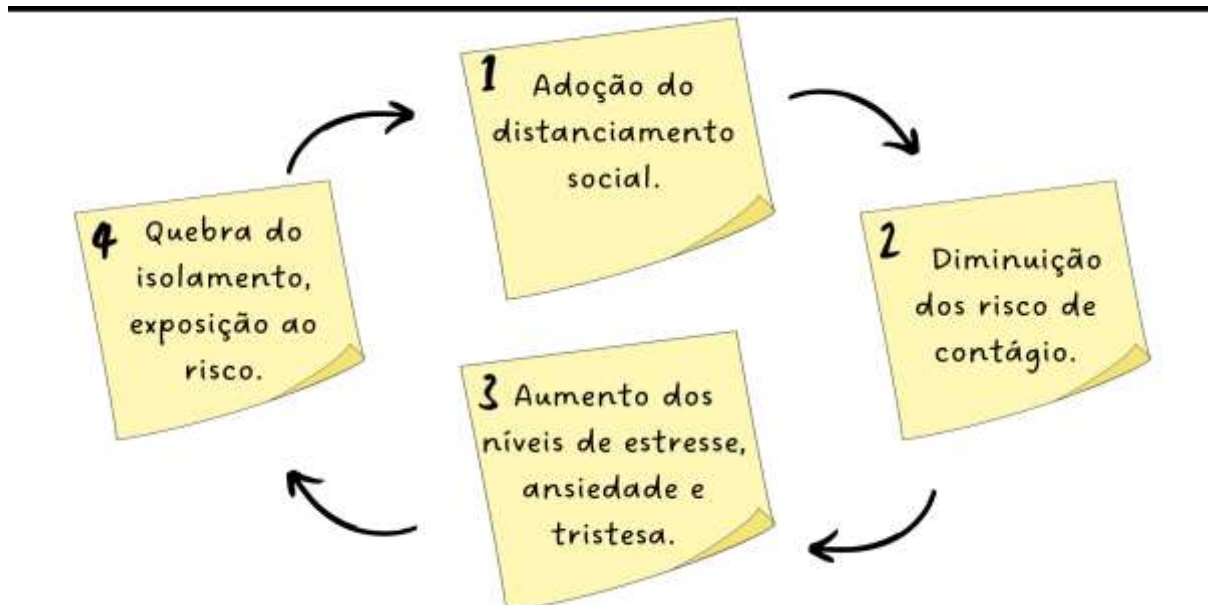 1 Adoção do
distanciamento
social.
2 Diminuição
dos risco de
contágio.
3 Aumento dos
níveis de estresse,
ansiedade e
tristesa.
4 Quebra do
isolamento,
exposição ao
risco.